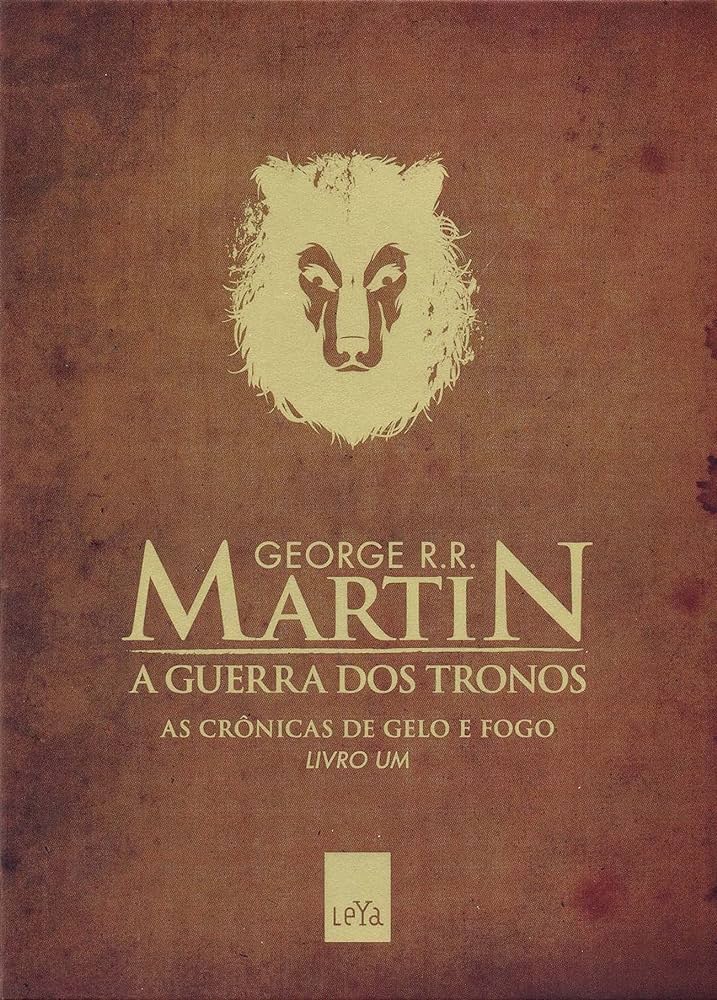 GEORGE R.R.
MARTIN
A GUERRA DOS TRONOS
AS CRÔNICAS DE GELO E FOGO
LIVRO UM
LeYa